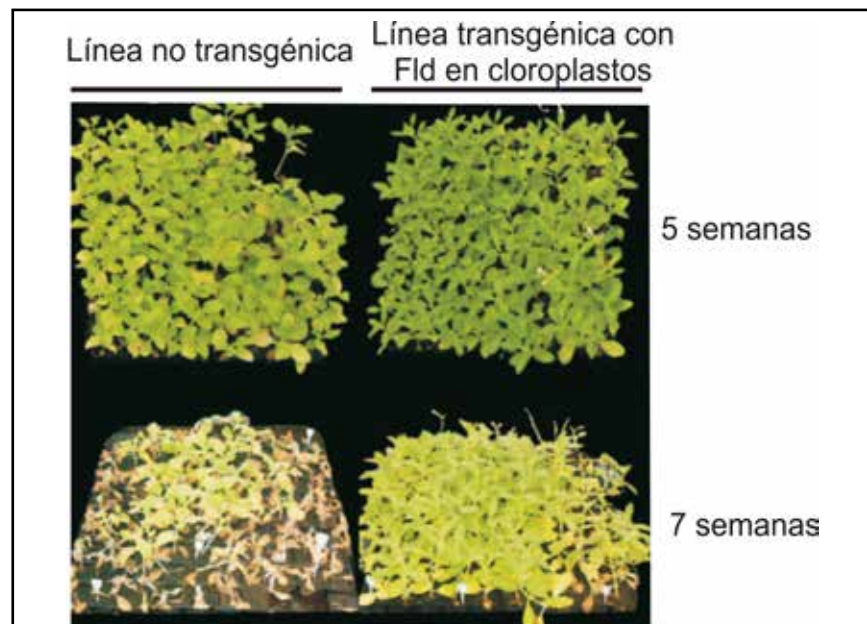 Línea no transgénica
Línea transgénica con
Fld en cloroplastos
5 semanas
7 semanas